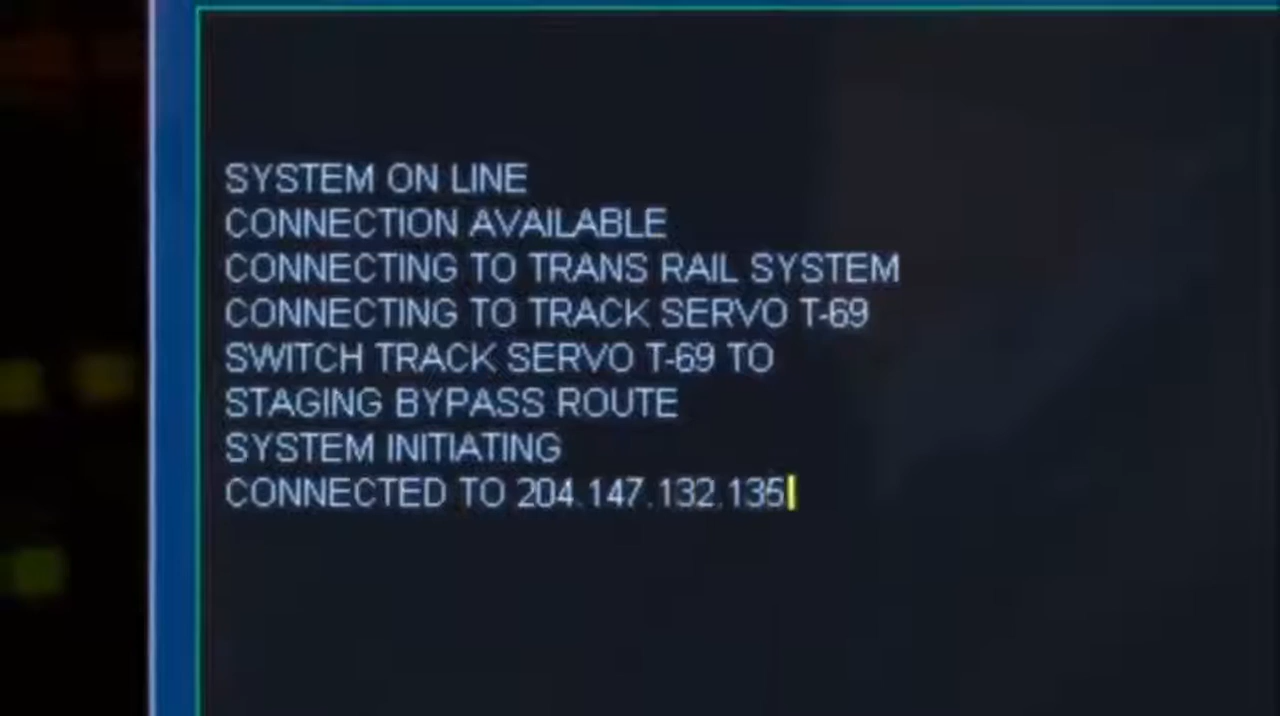 SYSTEM ON LINE
CONNECTION AVAILABLE
CONNECTING TO TRANS RAIL SYSTEM
CONNECTING TO TRACK SERVO T-69
SWITCH TRACK SERVO T-69 TO
STAGING BYPASS ROUTE
SYSTEM INITIATING
CONNECTED TO 204.147.132.135